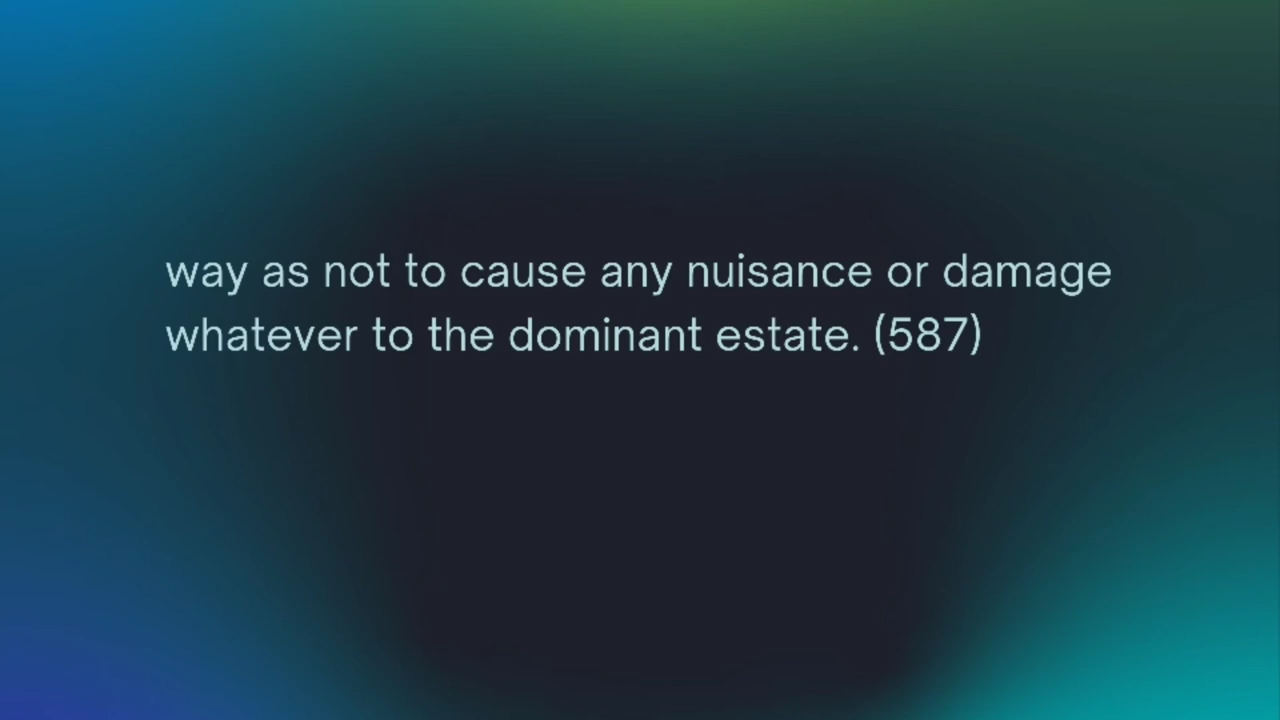 way as not to cause any nuisance or damage
whatever to the dominant estate. (587)